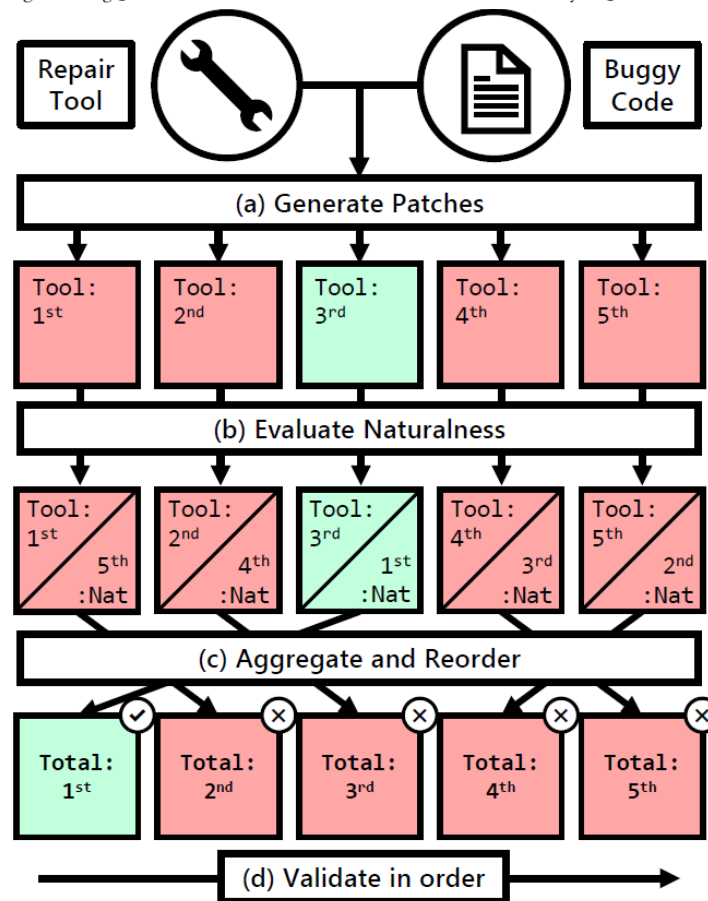 Repair
Tool
Buggy
Code
(a) Generate Patches
Tool:
1st
Tool:
2nd
Tool:
3rd
Tool:
4th
Tool:
5th
(b) Evaluate Naturalness
Tool:
1st
5th
:Nat
Tool:
2nd
4th
:Nat
Tool:
3rd
1st
:Nat
Tool:
4th
3rd
:Nat
Tool:
5th
2nd
:Nat
(c) Aggregate and Reorder
Total:
1st
Total:
2nd
Total:
3rd
Total:
4th
Total:
5th
(d) Validate in order